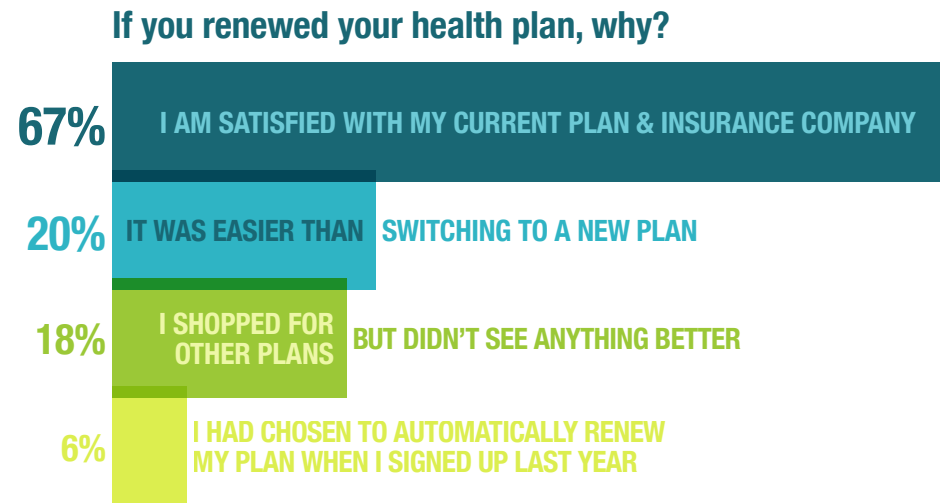 If you renewed your health plan, why?
67% I AM SATISFIED WITH MY CURRENT PLAN & INSURANCE COMPANY
20% IT WAS EASIER THAN SWITCHING TO A NEW PLAN
18% I SHOPPED FOR
OTHER PLANS BUT DIDN'T SEE ANYTHING BETTER
6% I HAD CHOSEN TO AUTOMATICALLY RENEW
MY PLAN WHEN I SIGNED UP LAST YEAR